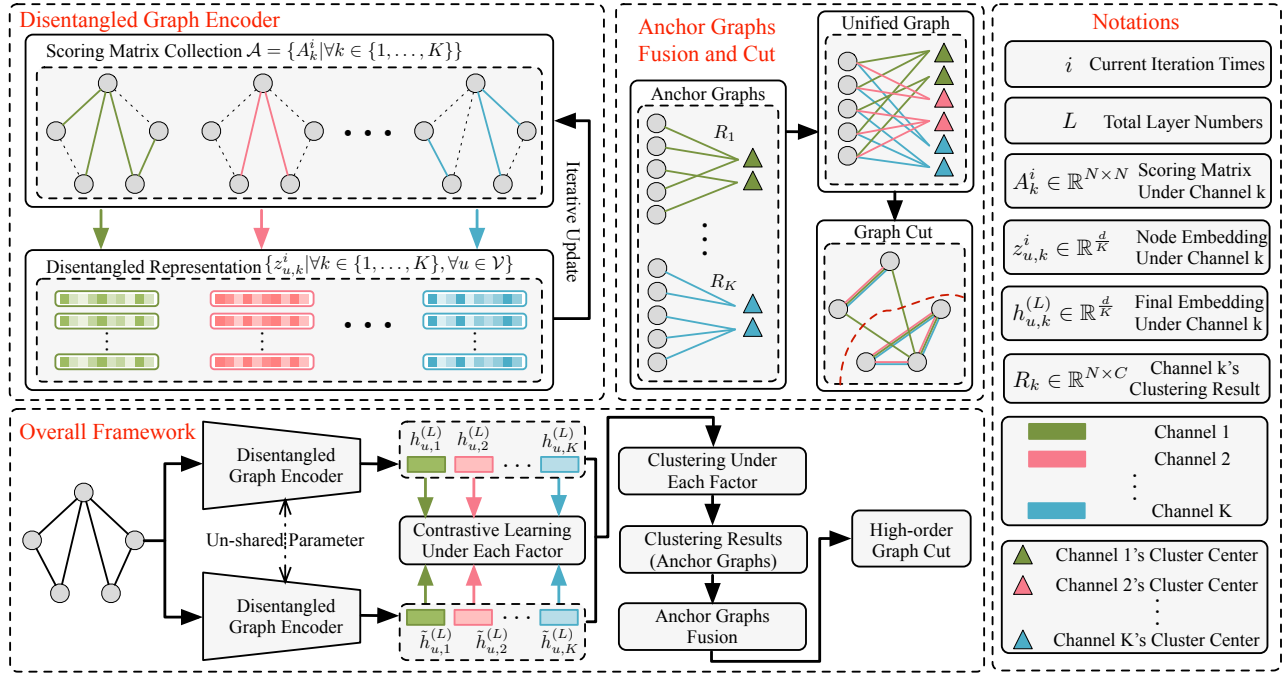 Disentangled Graph Encoder
Scoring Matrix Collection $\mathcal{A} = \{A_k^i | \forall k \in \{1, \ldots, K\}\}$
Iterative Update
Disentangled Representation $\{z_{u,k}^i | \forall k \in \{1, \ldots, K\}, \forall u \in \mathcal{V}\}$
Anchor Graphs
Fusion and Cut
Anchor Graphs
$R_1$
$R_K$
Unified Graph
Graph Cut
Overall Framework
Disentangled
Graph Encoder
Un-shared Parameter
Disentangled
Graph Encoder
$h_{u,1}^{(L)}$ $h_{u,2}^{(L)}$ $h_{u,K}^{(L)}$
Contrastive Learning
Under Each Factor
$\tilde{h}_{u,1}^{(L)}$ $\tilde{h}_{u,2}^{(L)}$ $\tilde{h}_{u,K}^{(L)}$
Clustering Under
Each Factor
Clustering Results
(Anchor Graphs)
Anchor Graphs
Fusion
High-order
Graph Cut
Notations
$i$ Current Iteration Times
$L$ Total Layer Numbers
$A_k^i \in \mathbb{R}^{N \times N}$ Scoring Matrix
Under Channel k
$z_{u,k}^i \in \mathbb{R}^{\frac{d}{K}}$ Node Embedding
Under Channel k
$h_{u,k}^{(L)} \in \mathbb{R}^{\frac{d}{K}}$ Final Embedding
Under Channel k
$R_k \in \mathbb{R}^{N \times C}$ Channel k's
Clustering Result
Channel 1
Channel 2
Channel K
Channel 1's Cluster Center
Channel 2's Cluster Center
Channel K's Cluster Center